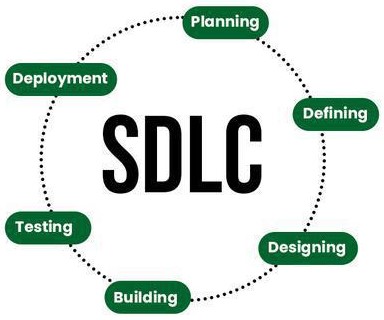 Planning
Defining
Designing
Building
Testing
Deployment
SDLC